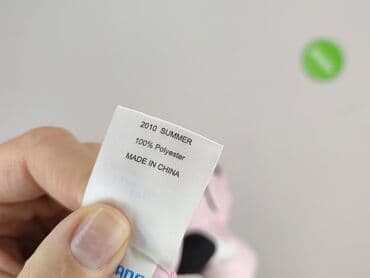 2010 SUMMER
100% Polyester
MADE IN CHINA